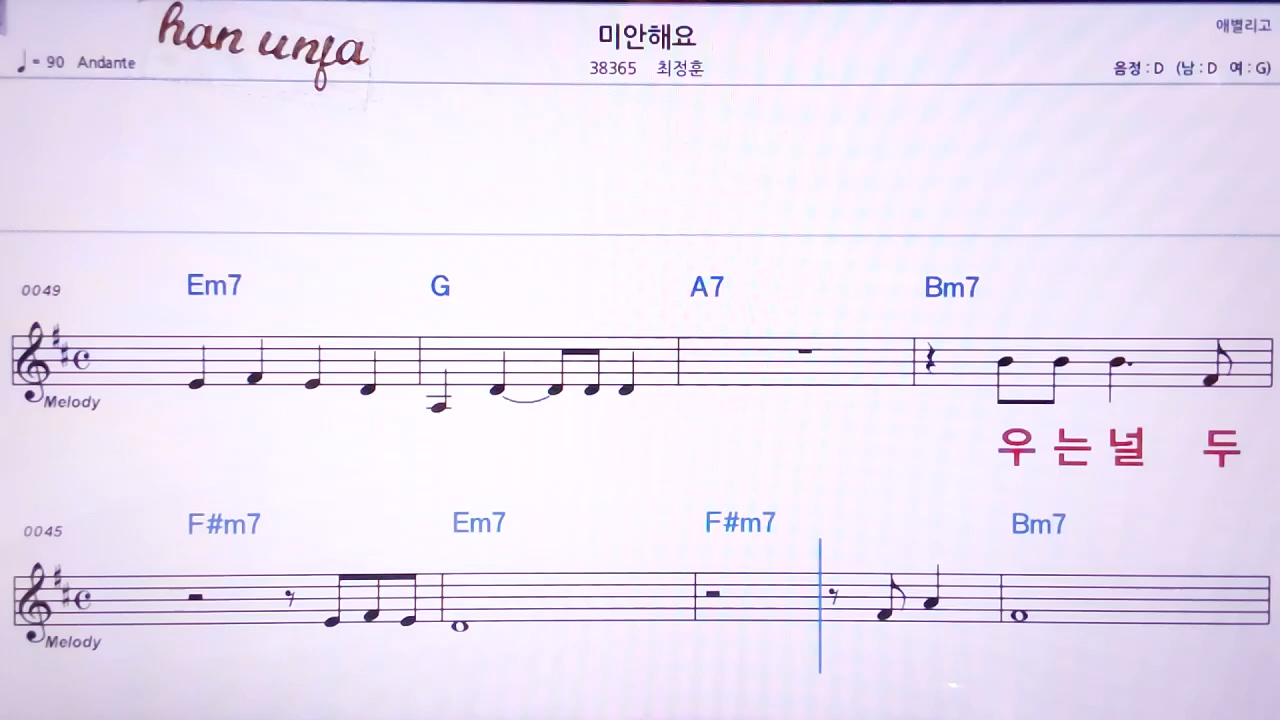 han unja
미안해요
애별리고
♩= 90 Andante
38365 최정훈
음정 : D (남 : D 여 : G)
0049 Em7 G A7 Bm7
Melody
우 는 널 두
0045 F#m7 Em7 F#m7 Bm7
Melody